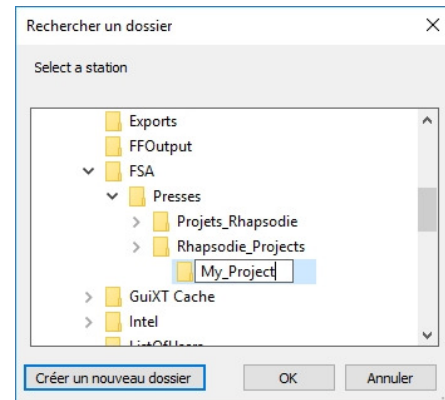 Rechercher un dossier
Select a station
Exports
FFOutput
FSA
Presses
Projets_Rhapsodie
Rhapsodie_Projects
My_Project
GuiXT Cache
Intel
ListOfUsers
Créer un nouveau dossier OK Annuler